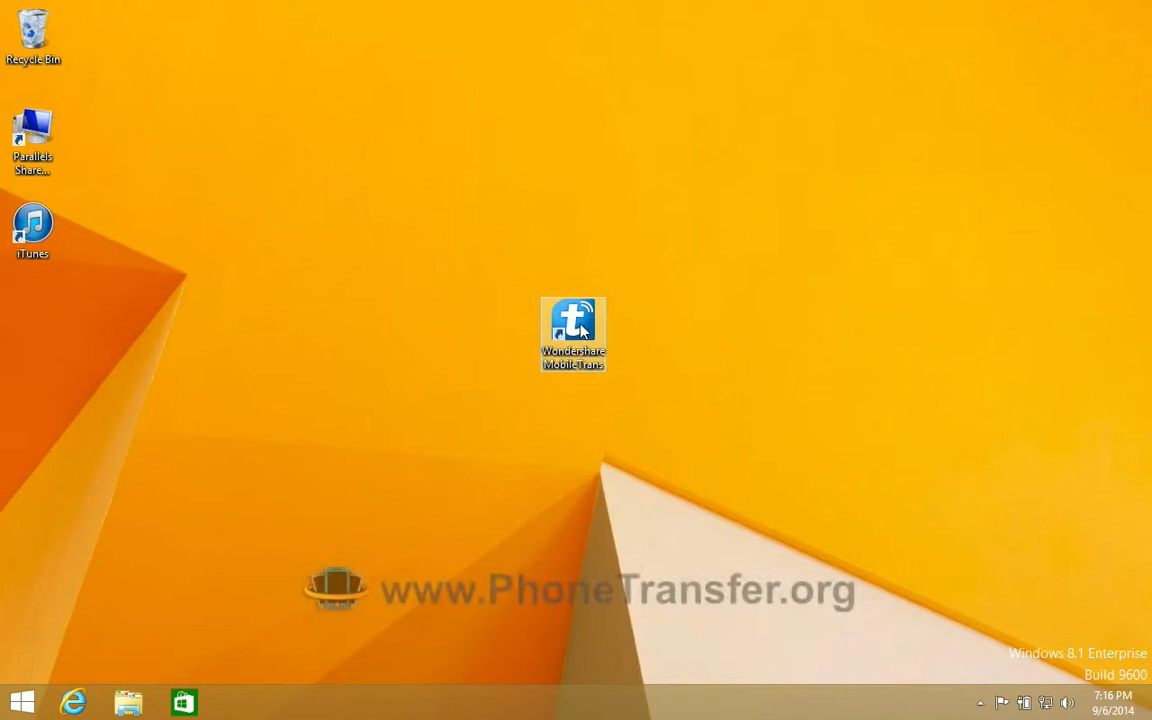 Recycle Bin
Parallels
Share...
iTunes
Wondershare
MobileTrans
www.PhoneTransfer.org
Windows 8.1 Enterprise
Build 9600
7:16 PM
9/6/2014